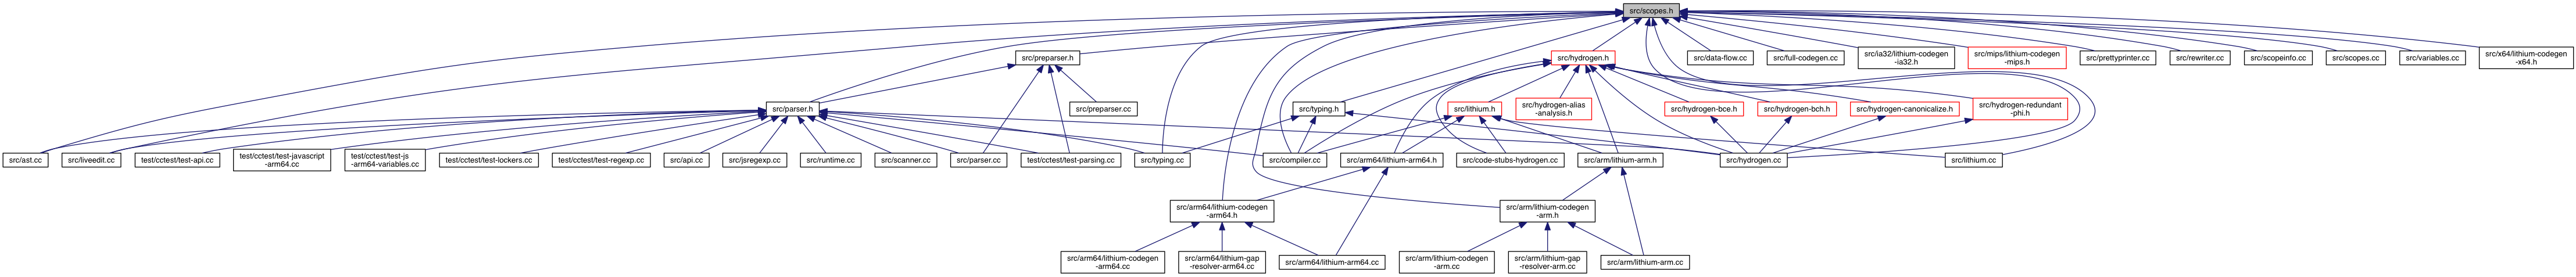 src/scopes.h
src/preparser.h
src/hydrogen.h
src/data-flow.cc
src/full-codegen.cc
src/ia32/lithium-codegen
-ia32.h
src/mips/lithium-codegen
-mips.h
src/prettyprinter.cc
src/rewriter.cc
src/scopeinfo.cc
src/scopes.cc
src/variables.cc
src/x64/lithium-codegen
-x64.h
src/parser.h
src/preparser.cc
src/typing.h
src/lithium.h
src/hydrogen-alias
-analysis.h
src/hydrogen-bce.h
src/hydrogen-bch.h
src/hydrogen-canonicalize.h
src/hydrogen-redundant
-phi.h
src/ast.cc
src/liveedit.cc
test/cctest/test-api.cc
test/cctest/test-javascript
-arm64.cc
test/cctest/test-js
-arm64-variables.cc
test/cctest/test-lockers.cc
test/cctest/test-regexp.cc
src/api.cc
src/jsregexp.cc
src/runtime.cc
src/scanner.cc
src/parser.cc
test/cctest/test-parsing.cc
src/typing.cc
src/compiler.cc
src/arm64/lithium-arm64.h
src/code-stubs-hydrogen.cc
src/arm/lithium-arm.h
src/hydrogen.cc
src/lithium.cc
src/arm64/lithium-codegen
-arm64.h
src/arm/lithium-codegen
-arm.h
src/arm64/lithium-codegen
-arm64.cc
src/arm64/lithium-gap
-resolver-arm64.cc
src/arm64/lithium-arm64.cc
src/arm/lithium-codegen
-arm.cc
src/arm/lithium-gap
-resolver-arm.cc
src/arm/lithium-arm.cc